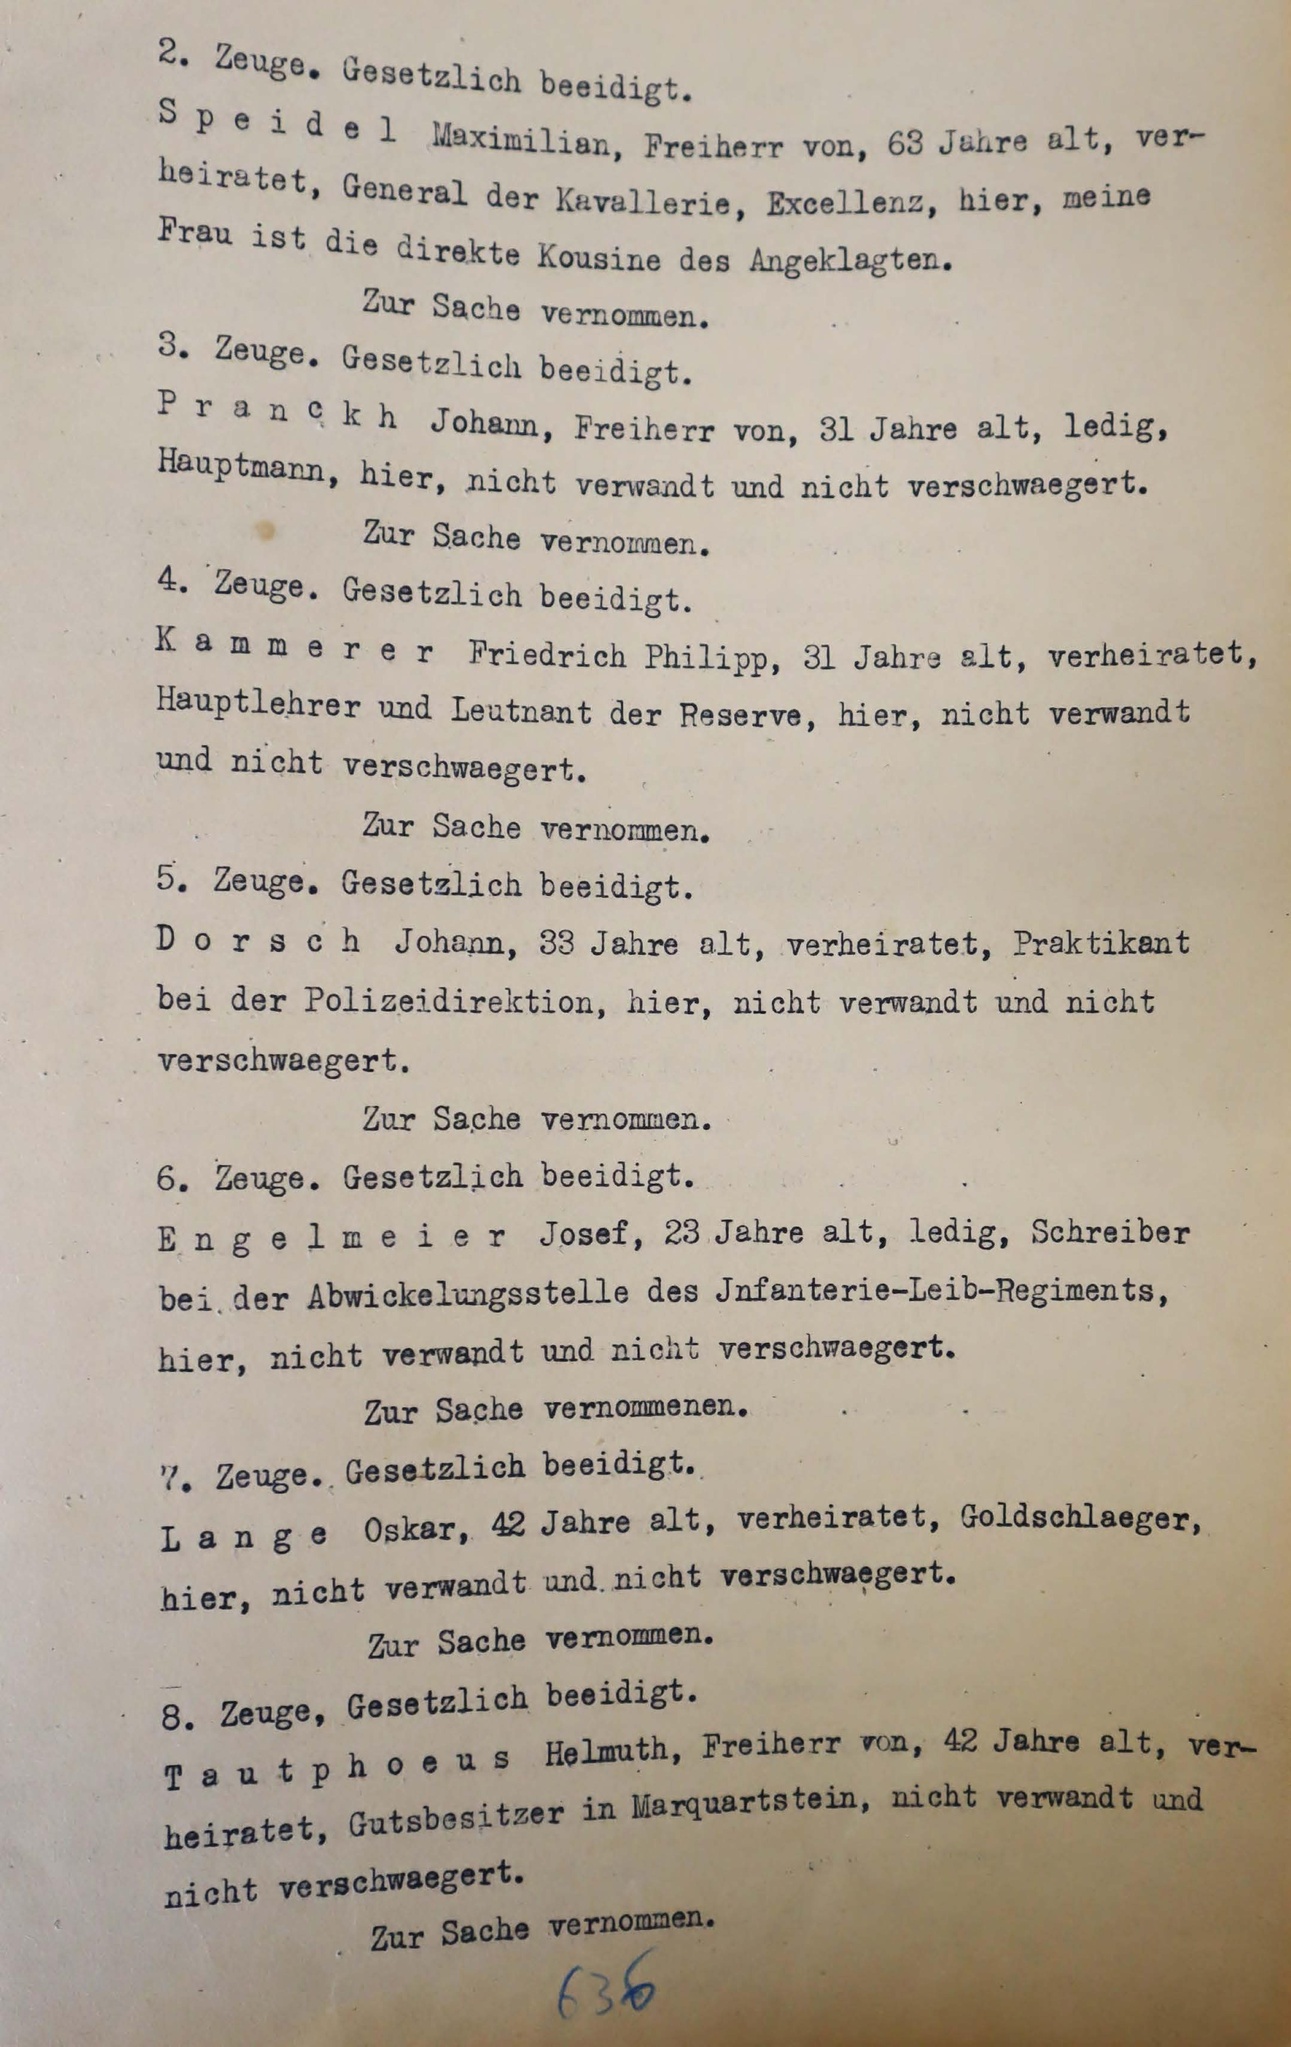 2. Zeuge. Gesetzlich beeidigt.
S p e i d e l Maximilian, Freiherr von, 63 Jahre alt, ver-
heiratet, General der Kavallerie, Excellenz, hier, meine
Frau ist die direkte Kousine des Angeklagten.
Zur Sache vernommen.
3. Zeuge. Gesetzlich beeidigt.
P r a n c k h Johann, Freiherr von, 31 Jahre alt, ledig,
Hauptmann, hier, nicht verwandt und nicht verschwaegert.
Zur Sache vernommen.
4. Zeuge. Gesetzlich beeidigt.
K a m m e r e r Friedrich Philipp, 31 Jahre alt, verheiratet,
Hauptlehrer und Leutnant der Reserve, hier, nicht verwandt
und nicht verschwaegert.
Zur Sache vernommen.
5. Zeuge. Gesetzlich beeidigt.
D o r s c h Johann, 33 Jahre alt, verheiratet, Praktikant
bei der Polizeidirektion, hier, nicht verwandt und nicht
verschwaegert.
Zur Sache vernommen.
6. Zeuge. Gesetzlich beeidigt.
E n g e l m e i e r Josef, 23 Jahre alt, ledig, Schreiber
bei der Abwickelungsstelle des Jnfanterie-Leib-Regiments,
hier, nicht verwandt und nicht verschwaegert.
Zur Sache vernommenen.
7. Zeuge. Gesetzlich beeidigt.
L a n g e Oskar, 42 Jahre alt, verheiratet, Goldschlaeger,
hier, nicht verwandt und nicht verschwaegert.
Zur Sache vernommen.
8. Zeuge, Gesetzlich beeidigt.
T a u t p h o e u s Helmuth, Freiherr von, 42 Jahre alt, ver-
heiratet, Gutsbesitzer in Marquartstein, nicht verwandt und
nicht verschwaegert.
Zur Sache vernommen.
636